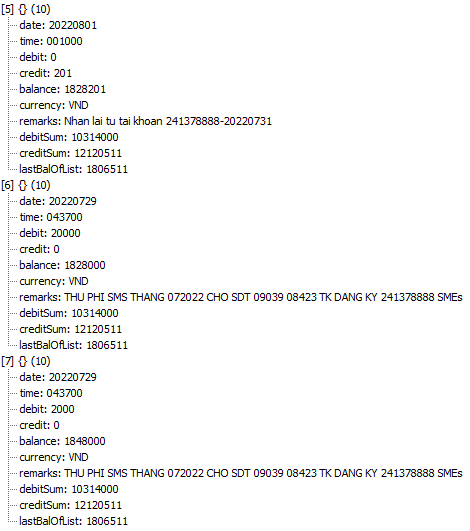 [5] {} (10)
date: 20220801
time: 001000
debit: 0
credit: 201
balance: 1828201
currency: VND
remarks: Nhan lai tu tai khoan 241378888-20220731
debitSum: 10314000
creditSum: 12120511
lastBalOfList: 1806511
[6] {} (10)
date: 20220729
time: 043700
debit: 20000
credit: 0
balance: 1828000
currency: VND
remarks: THU PHI SMS THANG 072022 CHO SDT 09039 08423 TK DANG KY 241378888 SMEs
debitSum: 10314000
creditSum: 12120511
lastBalOfList: 1806511
[7] {} (10)
date: 20220729
time: 043700
debit: 2000
credit: 0
balance: 1848000
currency: VND
remarks: THU PHI SMS THANG 072022 CHO SDT 09039 08423 TK DANG KY 241378888 SMEs
debitSum: 10314000
creditSum: 12120511
lastBalOfList: 1806511